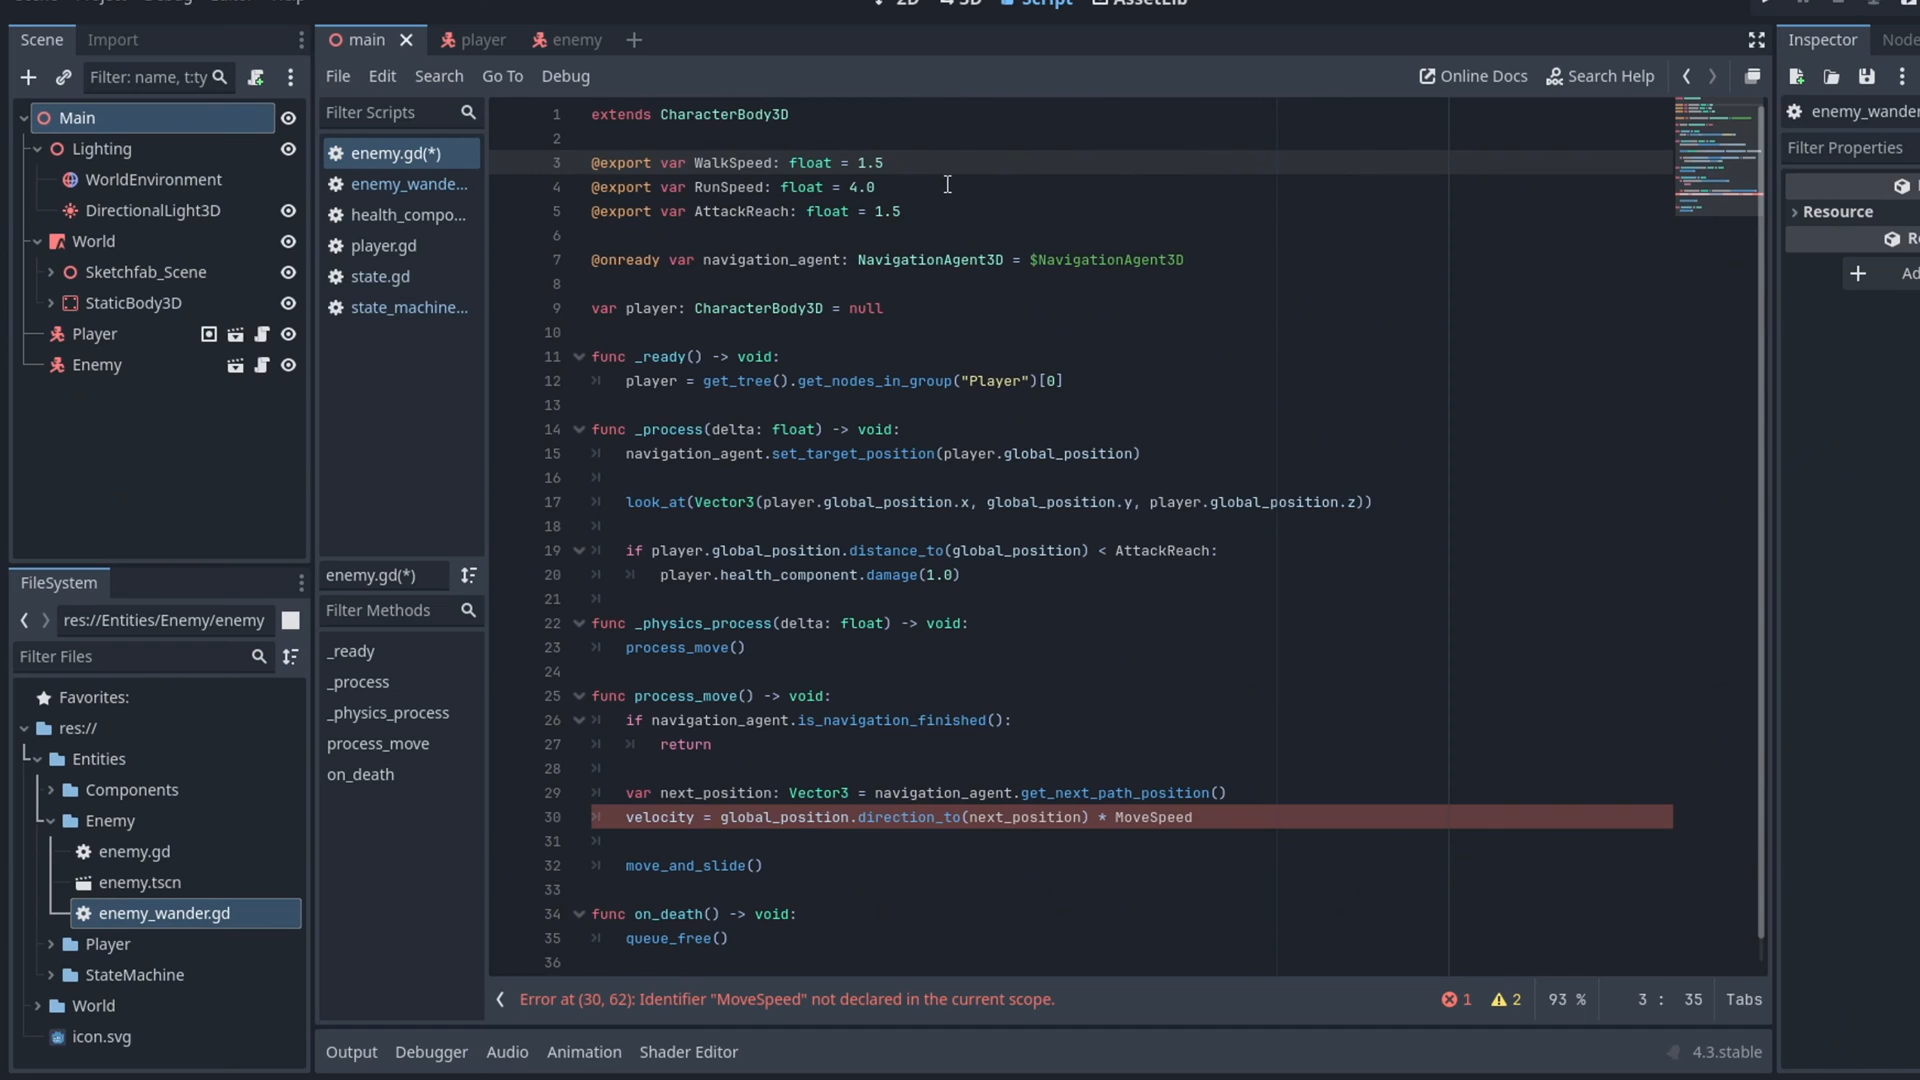 2D
3D
Script
AssetLib
Scene
Import
Filter: name, t:ty
Main
Lighting
WorldEnvironment
DirectionalLight3D
World
Sketchfab_Scene
StaticBody3D
Player
Enemy
FileSystem
res://Entities/Enemy/enemy
Filter Files
Favorites:
res://
Entities
Components
Enemy
enemy.gd
enemy.tscn
enemy_wander.gd
Player
StateMachine
World
icon.svg
main
player
enemy
File
Edit
Search
Go To
Debug
Online Docs
Search Help
Filter Scripts
enemy.gd(*)
enemy_wande...
health_compo...
player.gd
state.gd
state_machine...
enemy.gd(*)
Filter Methods
_ready
_process
_physics_process
process_move
on_death
1 extends CharacterBody3D
2
3 @export var WalkSpeed: float = 1.5
4 @export var RunSpeed: float = 4.0
5 @export var AttackReach: float = 1.5
6
7 @onready var navigation_agent: NavigationAgent3D = $NavigationAgent3D
8
9 var player: CharacterBody3D = null
10
11 func _ready() -> void:
12 player = get_tree().get_nodes_in_group("Player")[0]
13
14 func _process(delta: float) -> void:
15 navigation_agent.set_target_position(player.global_position)
16
17 look_at(Vector3(player.global_position.x, global_position.y, player.global_position.z))
18
19 if player.global_position.distance_to(global_position) < AttackReach:
20 player.health_component.damage(1.0)
21
22 func _physics_process(delta: float) -> void:
23 process_move()
24
25 func process_move() -> void:
26 if navigation_agent.is_navigation_finished():
27 return
28
29 var next_position: Vector3 = navigation_agent.get_next_path_position()
30 velocity = global_position.direction_to(next_position) * MoveSpeed
31
32 move_and_slide()
33
34 func on_death() -> void:
35 queue_free()
36
Error at (30, 62): Identifier "MoveSpeed" not declared in the current scope.
1
2
93 %
3 : 35
Tabs
Output
Debugger
Audio
Animation
Shader Editor
4.3.stable
Inspector
Node
enemy_wander
Filter Properties
Resource
R
Ad